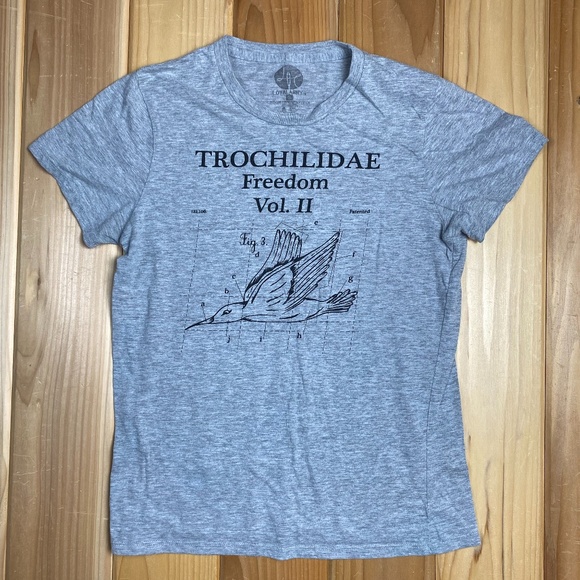 TROCHILIDAE
Freedom
Vol. II
Patented
Fig. 3.
e
d
f
c
g
b
a
j
i
h